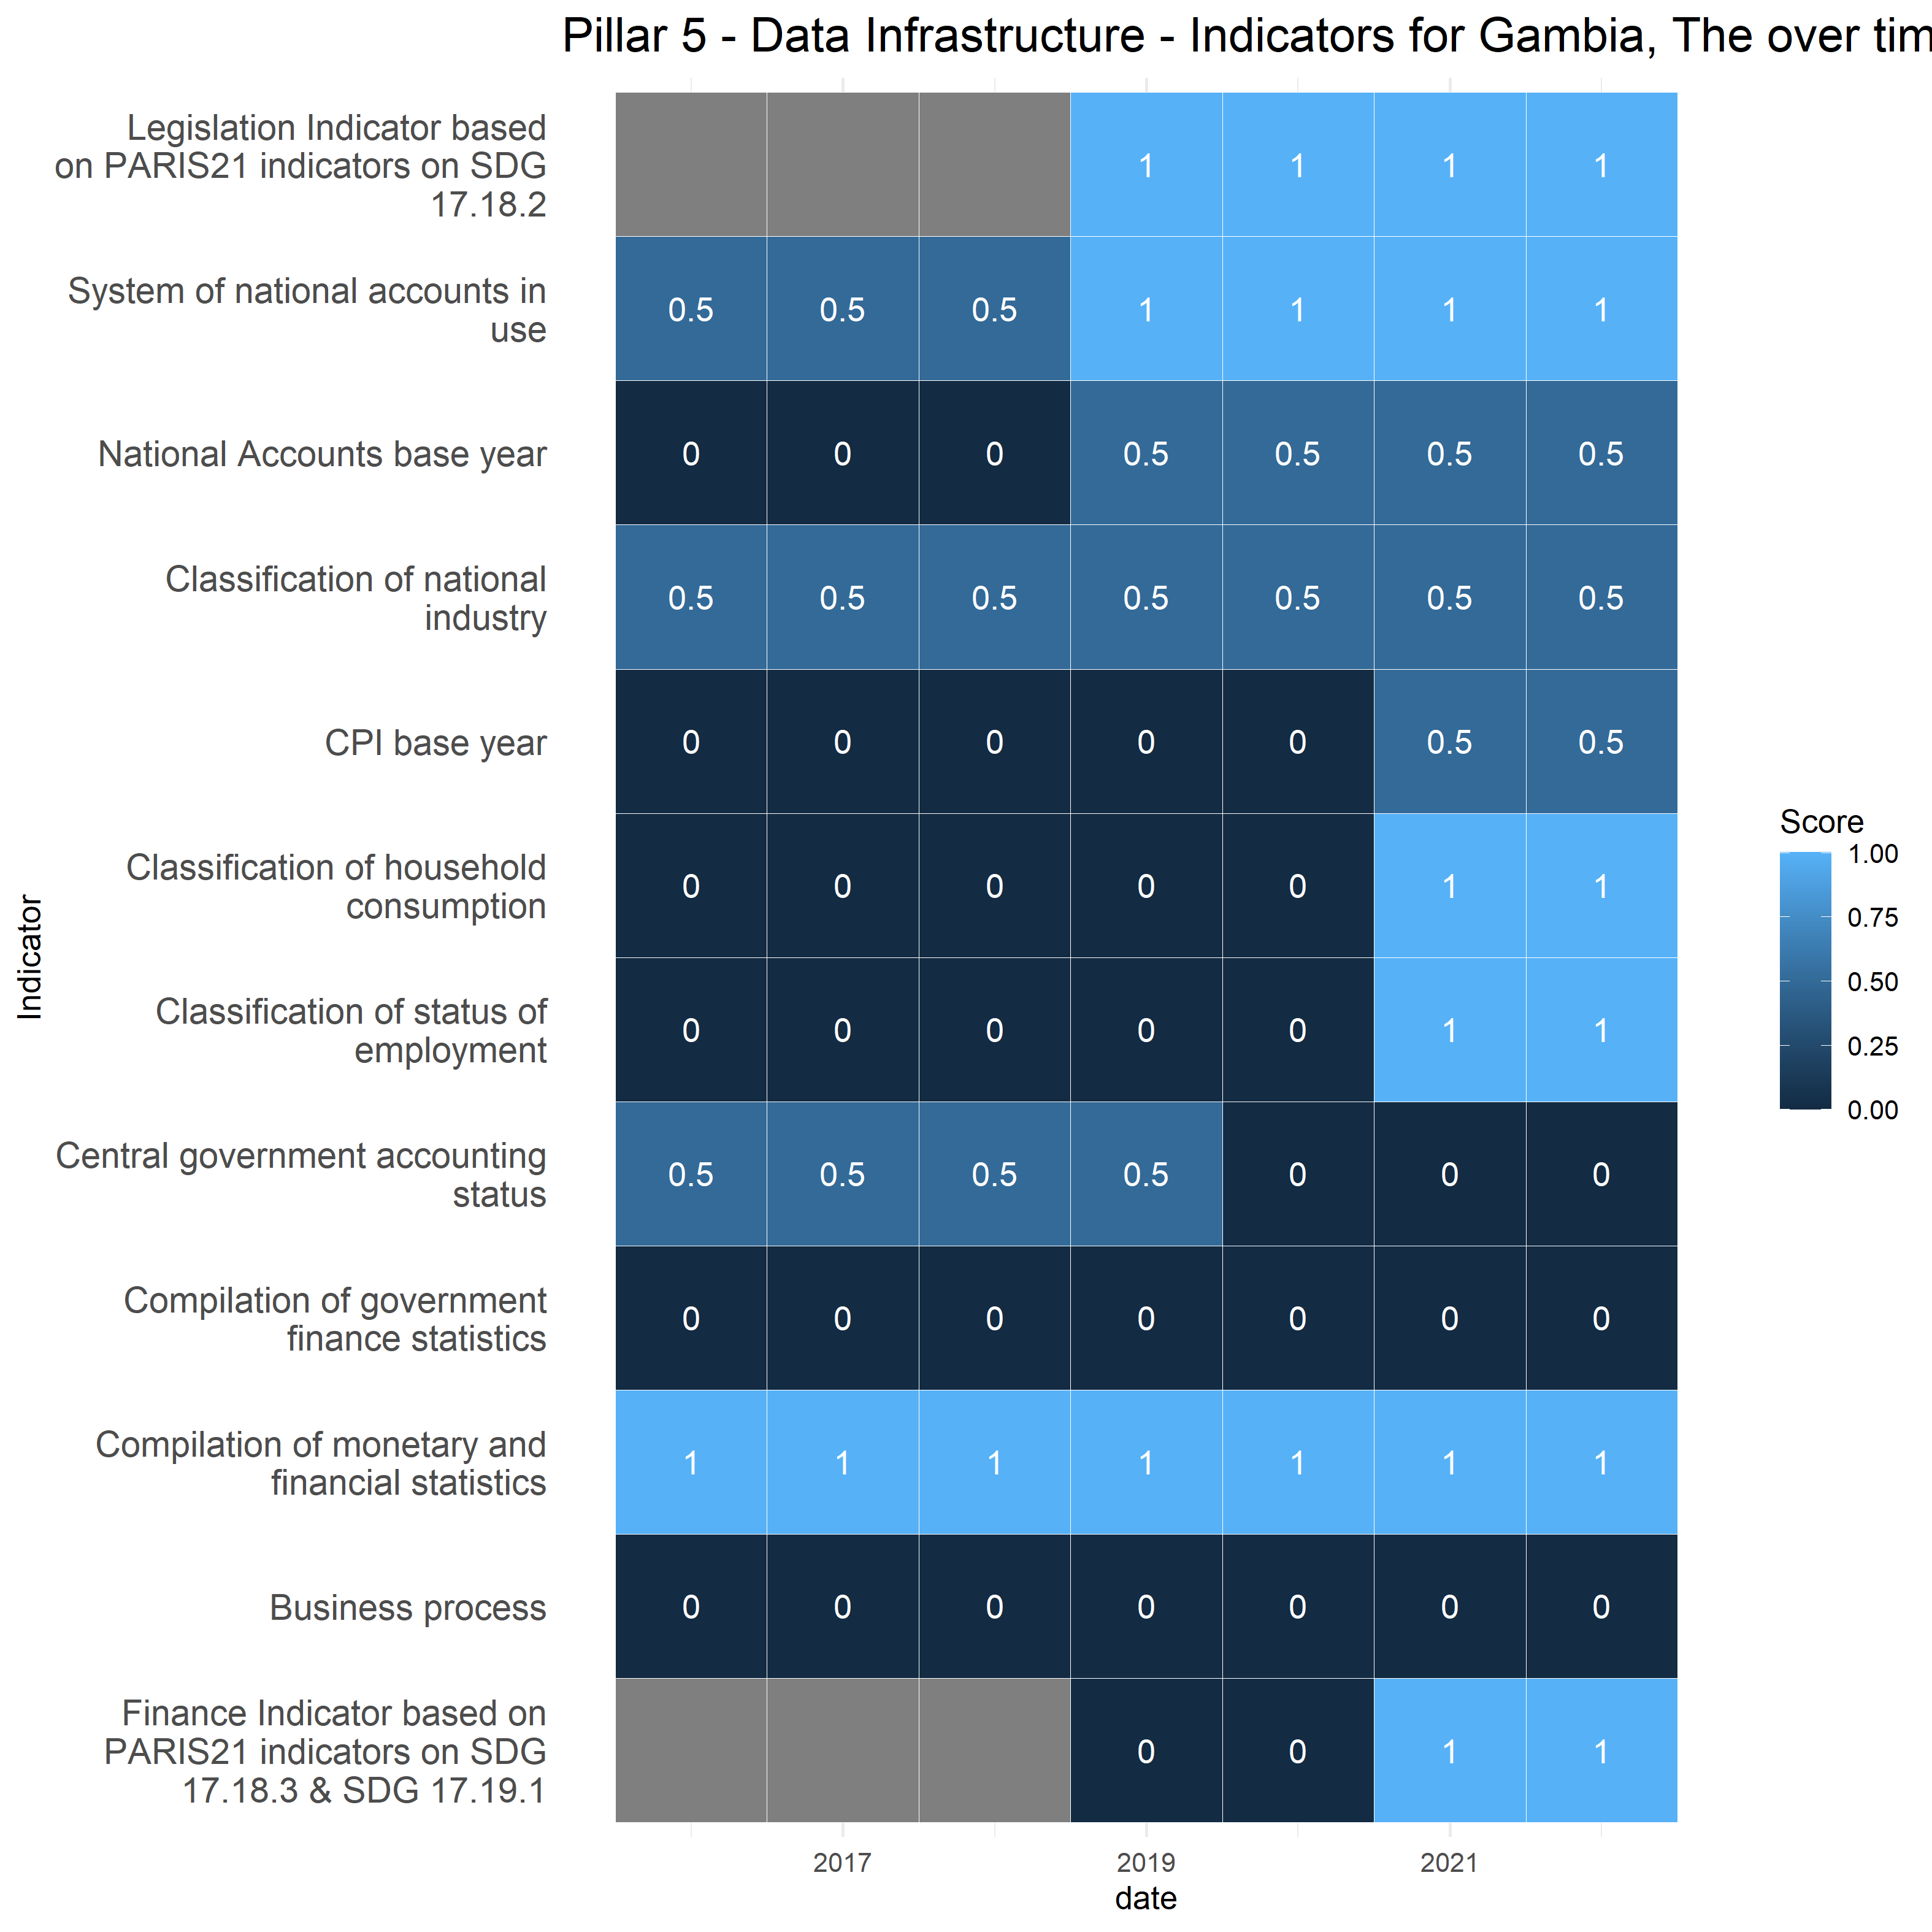 Pillar 5 - Data Infrastructure - Indicators for Gambia, The over tim
Legislation Indicator based
on PARIS21 indicators on SDG
17.18.2
1 1 1 1
System of national accounts in
use
0.5 0.5 0.5 1 1 1 1
National Accounts base year
0 0 0 0.5 0.5 0.5 0.5
Classification of national
industry
0.5 0.5 0.5 0.5 0.5 0.5 0.5
CPI base year
0 0 0 0 0 0.5 0.5
Classification of household
consumption
0 0 0 0 0 1 1
Classification of status of
employment
0 0 0 0 0 1 1
Central government accounting
status
0.5 0.5 0.5 0.5 0 0 0
Compilation of government
finance statistics
0 0 0 0 0 0 0
Compilation of monetary and
financial statistics
1 1 1 1 1 1 1
Business process
0 0 0 0 0 0 0
Finance Indicator based on
PARIS21 indicators on SDG
17.18.3 & SDG 17.19.1
0 0 1 1
2017 2019 2021
date
Indicator
Score
1.00
0.75
0.50
0.25
0.00